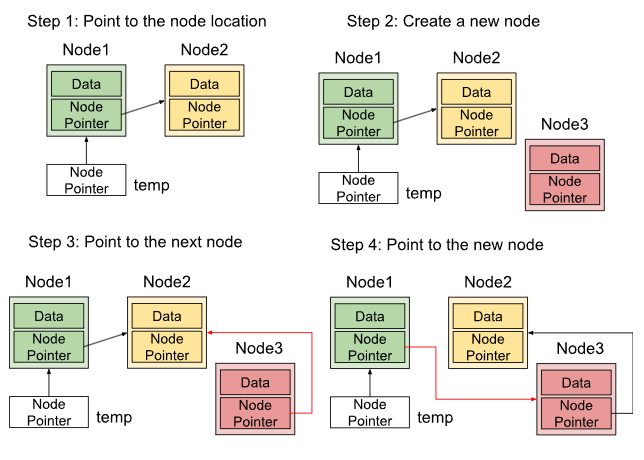 Step 1: Point to the node location
Node1
Node2
Data
Node
Pointer
Data
Node
Pointer
Node
Pointer
temp
Step 2: Create a new node
Node1
Node2
Data
Node
Pointer
Data
Node
Pointer
Node3
Data
Node
Pointer
Node
Pointer
temp
Step 3: Point to the next node
Node1
Node2
Data
Node
Pointer
Data
Node
Pointer
Node3
Data
Node
Pointer
Node
Pointer
temp
Step 4: Point to the new node
Node1
Node2
Data
Node
Pointer
Data
Node
Pointer
Node3
Data
Node
Pointer
Node
Pointer
temp